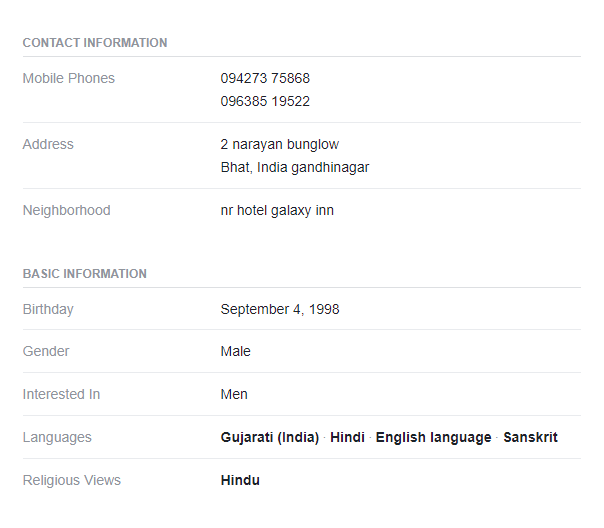 CONTACT INFORMATION
Mobile Phones 094273 75868
096385 19522
Address 2 narayan bunglow
Bhat, India gandhinagar
Neighborhood nr hotel galaxy inn
BASIC INFORMATION
Birthday September 4, 1998
Gender Male
Interested In Men
Languages Gujarati (India) · Hindi · English language · Sanskrit
Religious Views Hindu